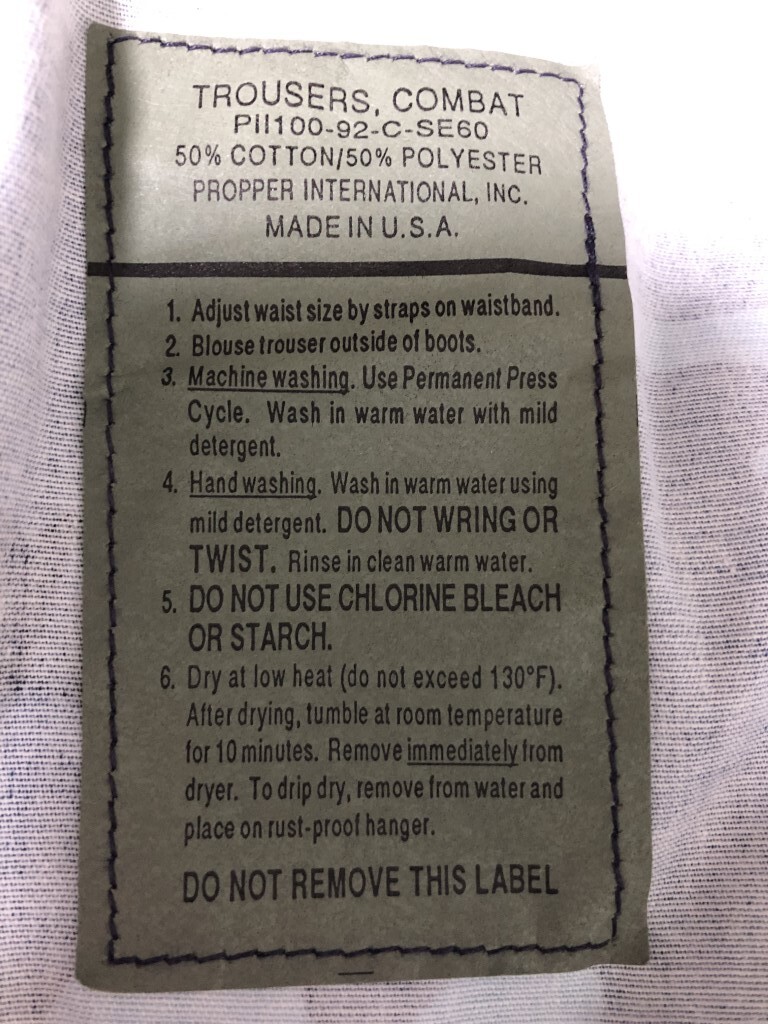 TROUSERS, COMBAT
PII100-92-C-SE60
50% COTTON/50% POLYESTER
PROPPER INTERNATIONAL, INC.
MADE IN U.S.A.
1. Adjust waist size by straps on waistband.
2. Blouse trouser outside of boots.
3. Machine washing. Use Permanent Press
Cycle. Wash in warm water with mild
detergent.
4. Hand washing. Wash in warm water using
mild detergent. DO NOT WRING OR
TWIST. Rinse in clean warm water.
5. DO NOT USE CHLORINE BLEACH
OR STARCH.
6. Dry at low heat (do not exceed 130°F).
After drying, tumble at room temperature
for 10 minutes. Remove immediately from
dryer. To drip dry, remove from water and
place on rust-proof hanger.
DO NOT REMOVE THIS LABEL